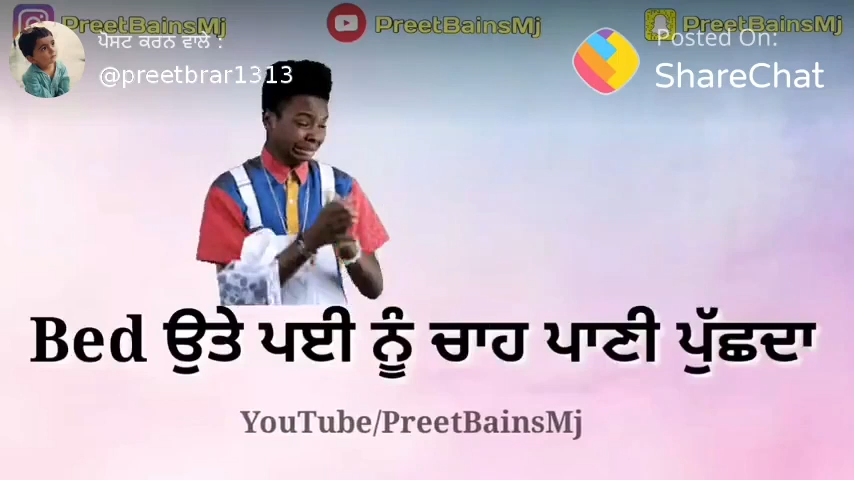 PreetBainsMj PreetBainsMj PreetBainsMj
ਪੋਸਟ ਕਰਨ ਵਾਲੇ : Posted On:
@preetbrar1313 ShareChat
Bed ਉਤੇ ਪਈ ਨੂੰ ਚਾਹ ਪਾਣੀ ਪੁੱਛਦਾ
YouTube/PreetBainsMj